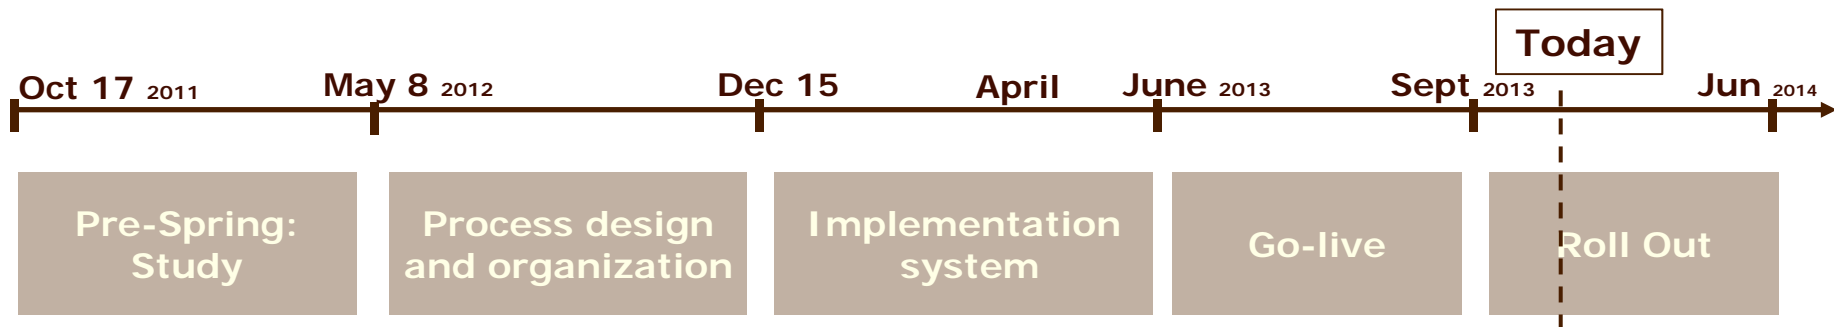 Today
Oct 17 2011
May 8 2012
Dec 15
April
June 2013
Sept 2013
Jun 2014
Pre-Spring:
Study
Process design
and organization
Implementation
system
Go-live
Roll Out